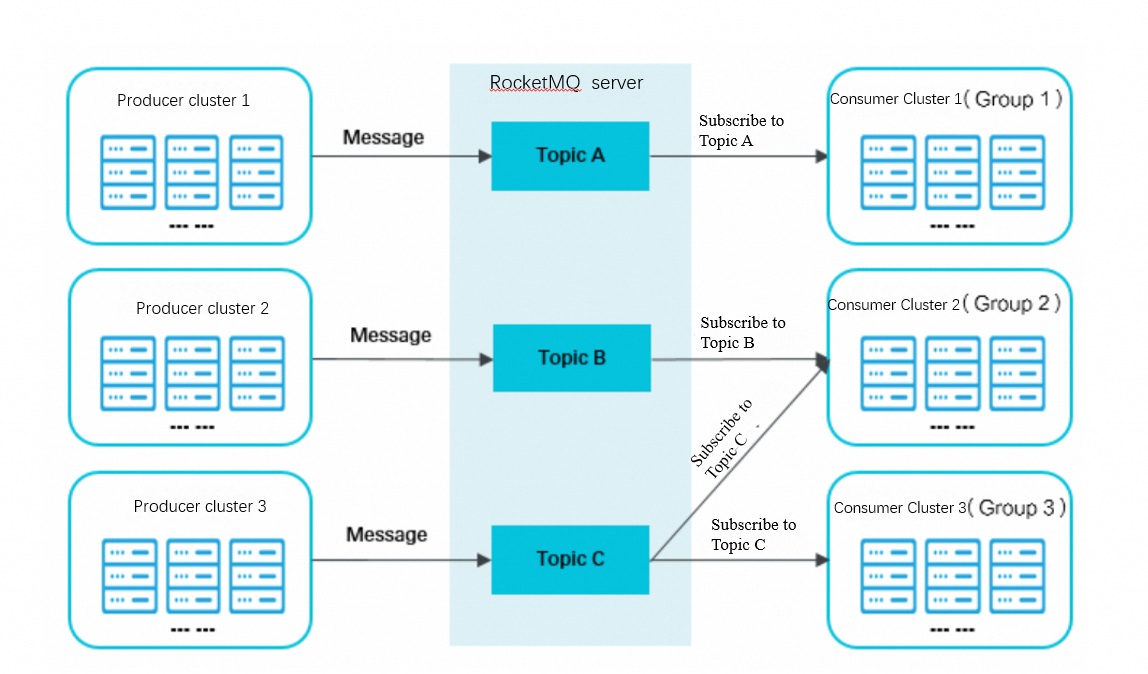 RocketMQ server
Producer cluster 1
Message
Topic A
Subscribe to
Topic A
Consumer Cluster 1( Group 1 )
--- ---
--- ---
Producer cluster 2
Message
Topic B
Subscribe to
Topic B
Consumer Cluster 2( Group 2 )
--- ---
--- ---
Subscribe to
Topic C
Producer cluster 3
Message
Topic C
Subscribe to
Topic C
Consumer Cluster 3( Group 3 )
--- ---
--- ---